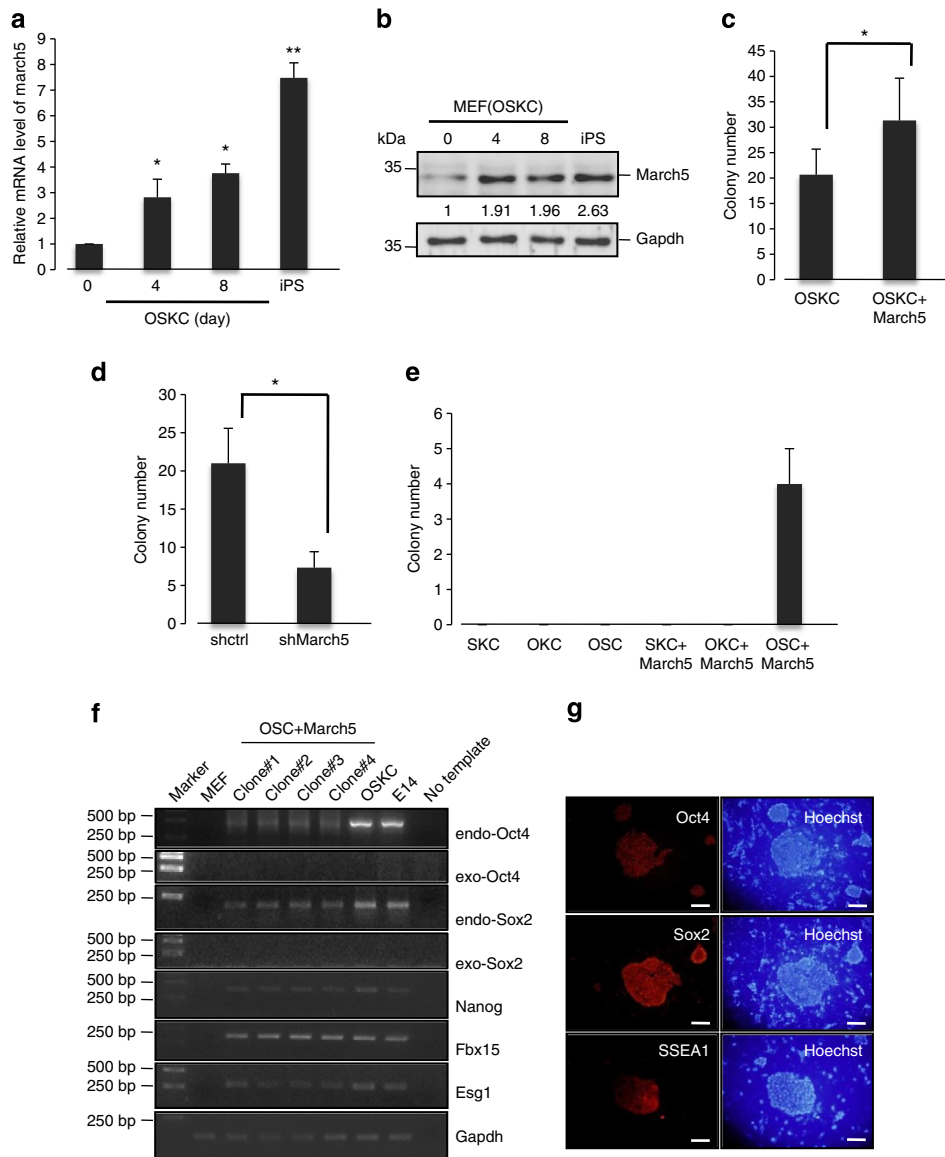 a
Relative mRNA level of march5
9
8
7
6
5
4
3
2
1
0
*
*
**
0 4 8 iPS
OSKC (day)
b
MEF(OSKC)
kDa 0 4 8 iPS
35
March5
1 1.91 1.96 2.63
35
Gapdh
c
Colony number
45
40
35
30
25
20
15
10
5
0
*
OSKC OSKC+
March5
d
Colony number
30
25
20
15
10
5
0
*
shctrl shMarch5
e
Colony number
6
5
4
3
2
1
0
SKC OKC OSC SKC+ OKC+ OSC+
March5 March5 March5
f
OSC+March5
Marker MEF Clone#1 Clone#2 Clone#3 Clone#4 OSKC E14 No template
500 bp
250 bp
endo-Oct4
500 bp
250 bp
exo-Oct4
250 bp
endo-Sox2
500 bp
250 bp
exo-Sox2
500 bp
250 bp
Nanog
250 bp
Fbx15
500 bp
250 bp
Esg1
250 bp
Gapdh
g
Oct4 Hoechst
Sox2 Hoechst
SSEA1 Hoechst